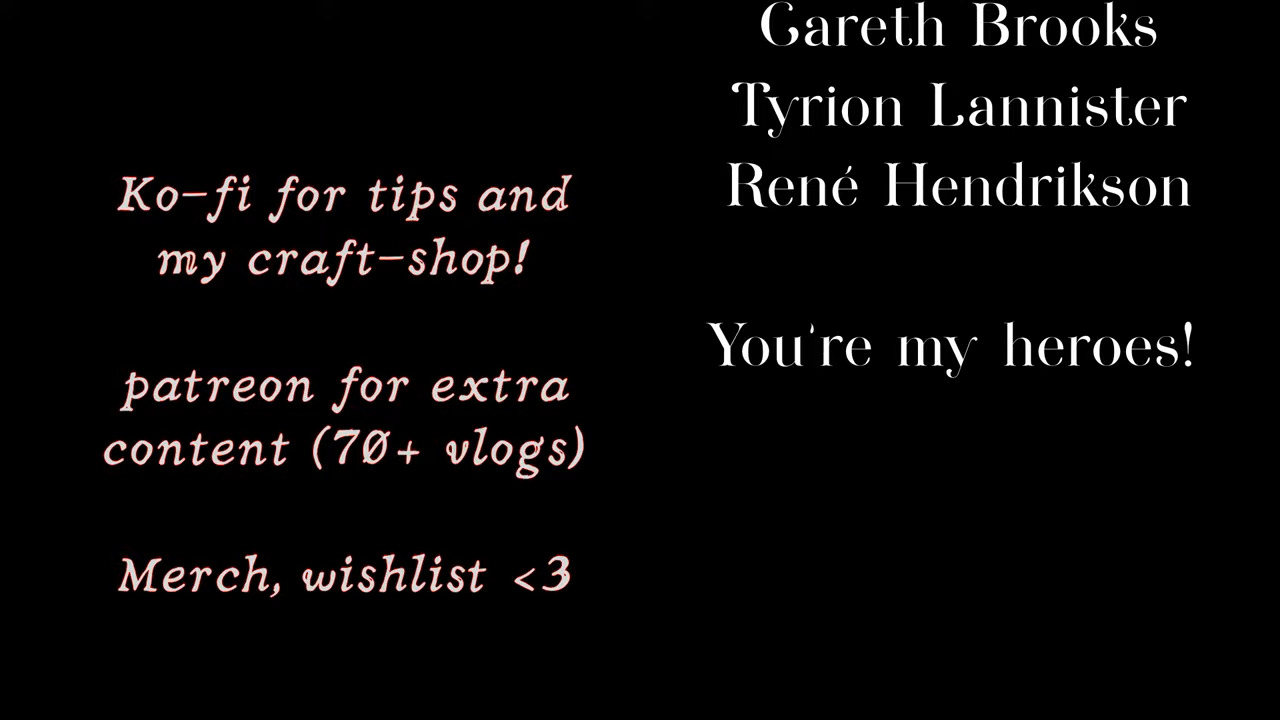 Ko-fi for tips and
my craft-shop!
patreon for extra
content (70+ vlogs)
Merch, wishlist <3
Gareth Brooks
Tyrion Lannister
René Hendrikson
You're my heroes!